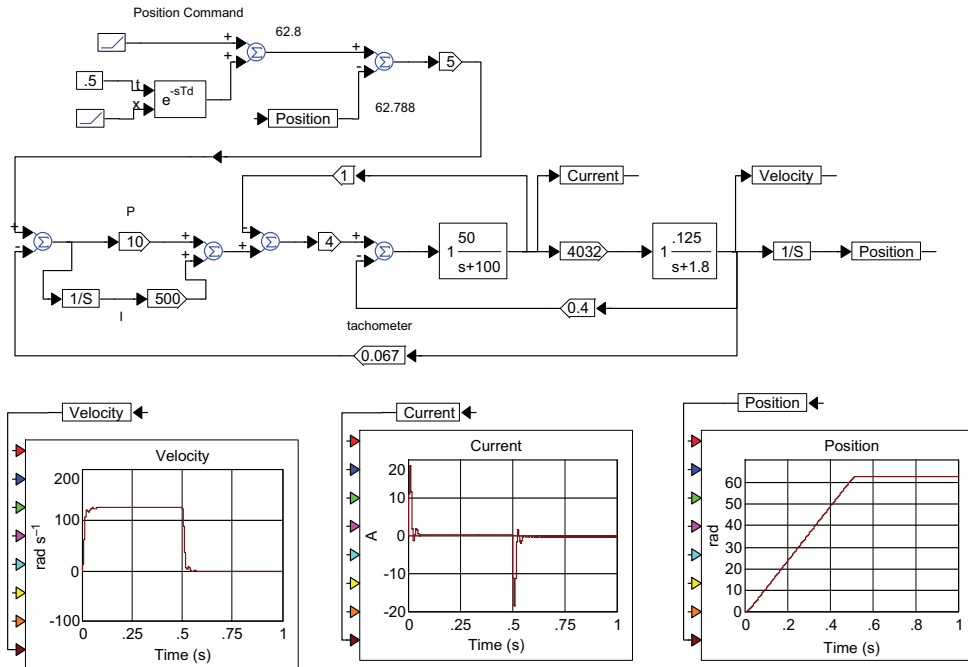 Position Command
62.8
+
+
Σ
+
-
Σ
5
.5
t
x
e-sTd
Position
62.788
1
Current
Velocity
+
-
Σ
P
10
+
+
Σ
-
+
Σ
4
+
-
Σ
1 50
s+100
4032
1 .125
s+1.8
1/S
Position
1/S
500
I
0.4
tachometer
0.067
Velocity
Current
Position
Velocity
200
100
0
-100
rad s–1
0 .5 .75 1
.5
Time (s)
Current
20
10
0
-10
-20
A
0 .5 .75 1
.5
Time (s)
Position
60
50
40
30
20
10
0
rad
0 .2 .4 .6 .8 1
Time (s)